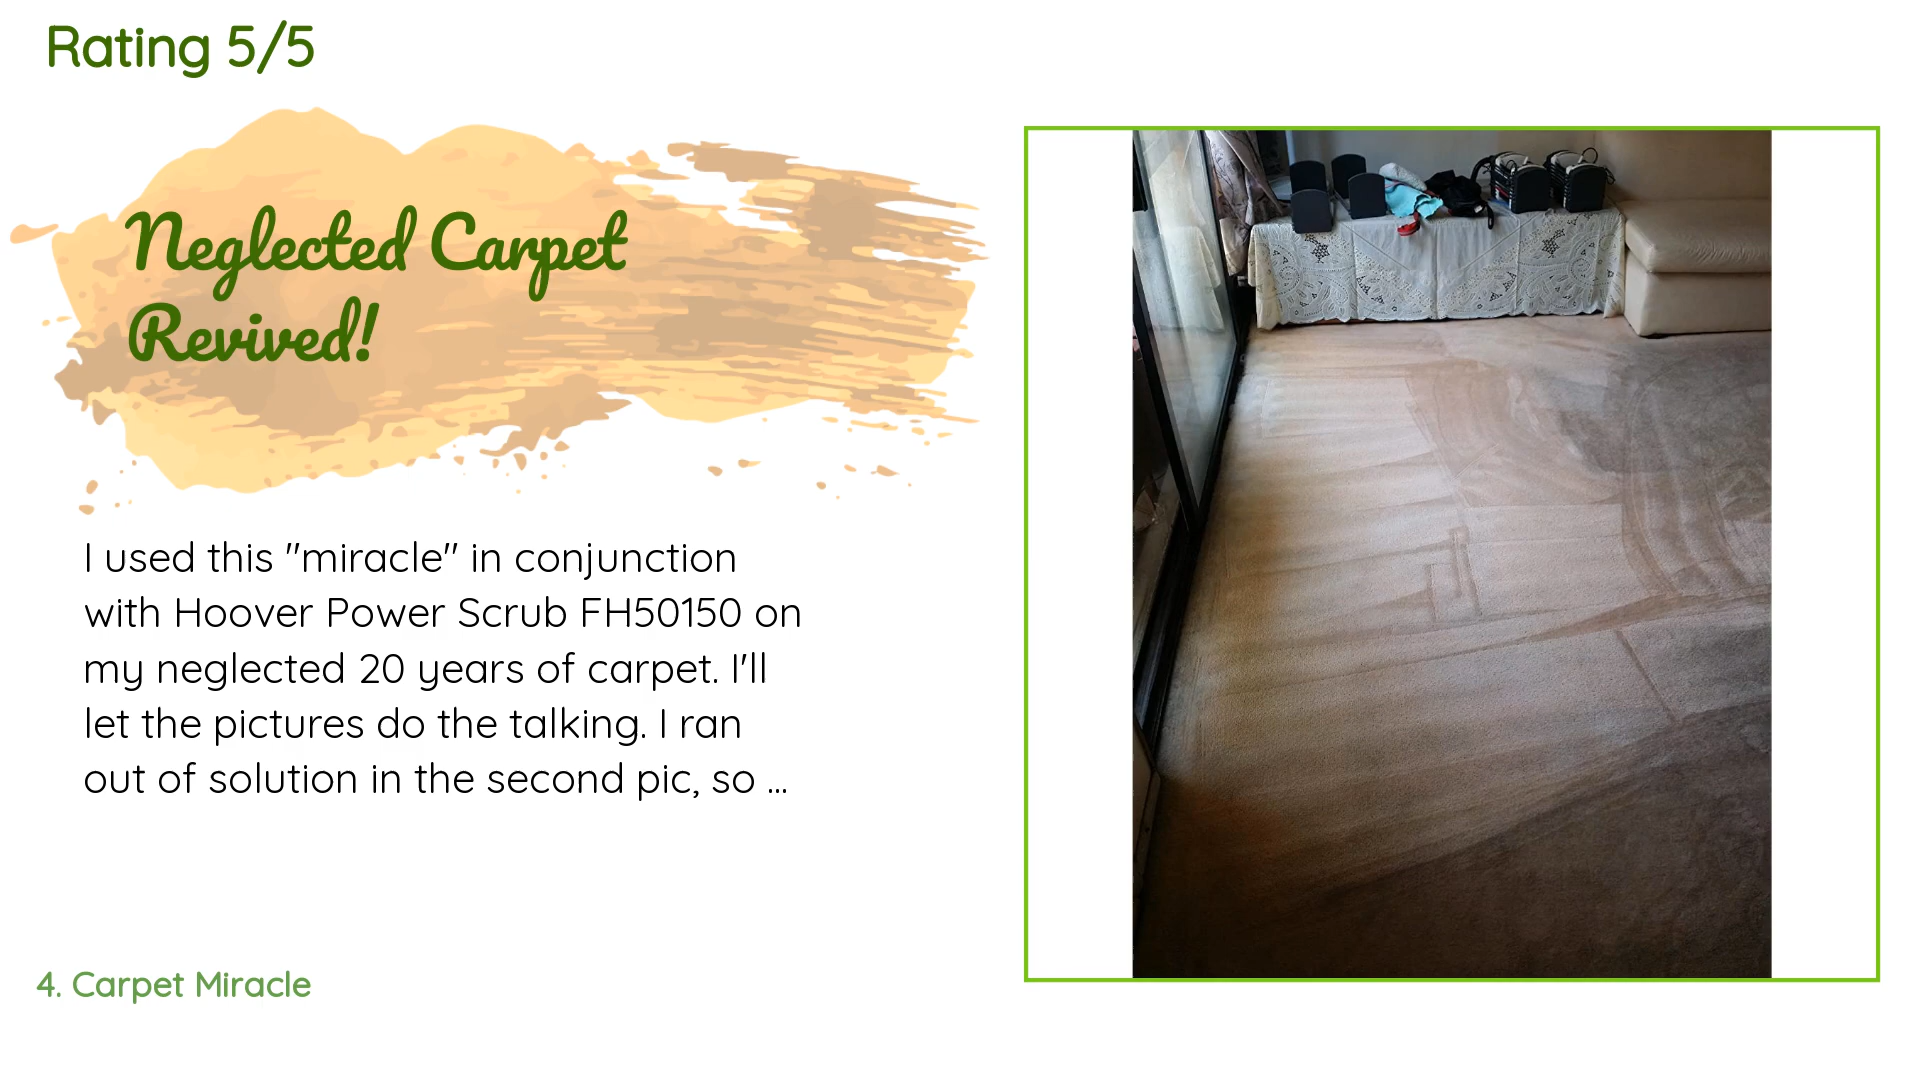 Rating 5/5
Neglected Carpet
Revived!
I used this "miracle" in conjunction
with Hoover Power Scrub FH50150 on
my neglected 20 years of carpet. I'll
let the pictures do the talking. I ran
out of solution in the second pic, so ...
4. Carpet Miracle